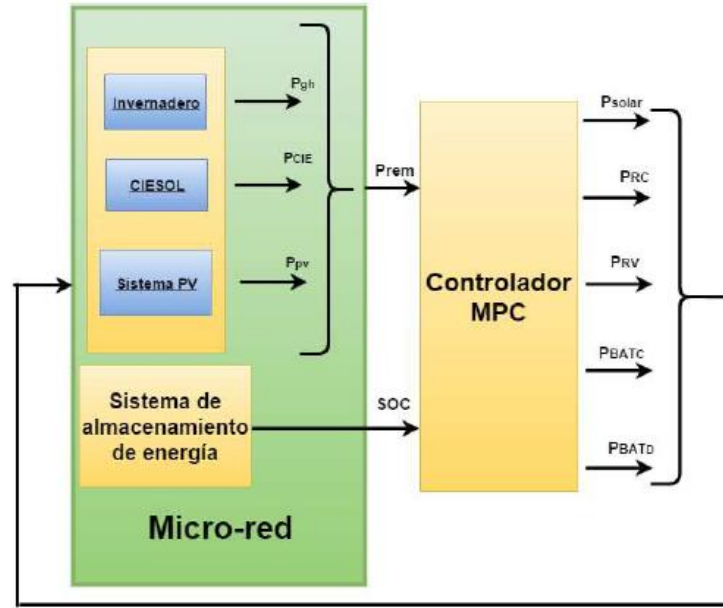 Invernadero
Pgh
CIESOL
PCIE
Sistema PV
Ppv
Sistema de
almacenamiento
de energía
Micro-red
Prem
SOC
Controlador
MPC
Psolar
PRC
PRV
PBATC
PBATD